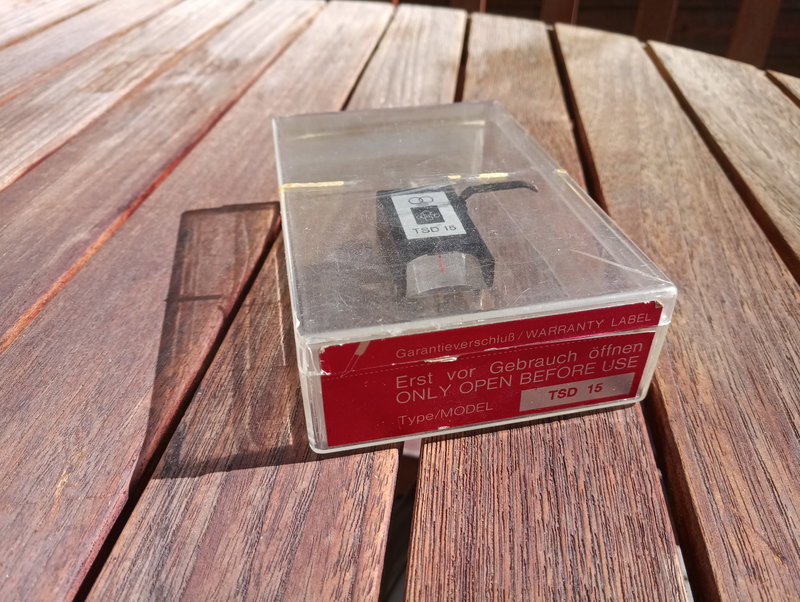 TSD 15
Garantieverschluß/WARRANTY LABEL
Erst vor Gebrauch öffnen
ONLY OPEN BEFORE USE
Type/MODEL TSD 15